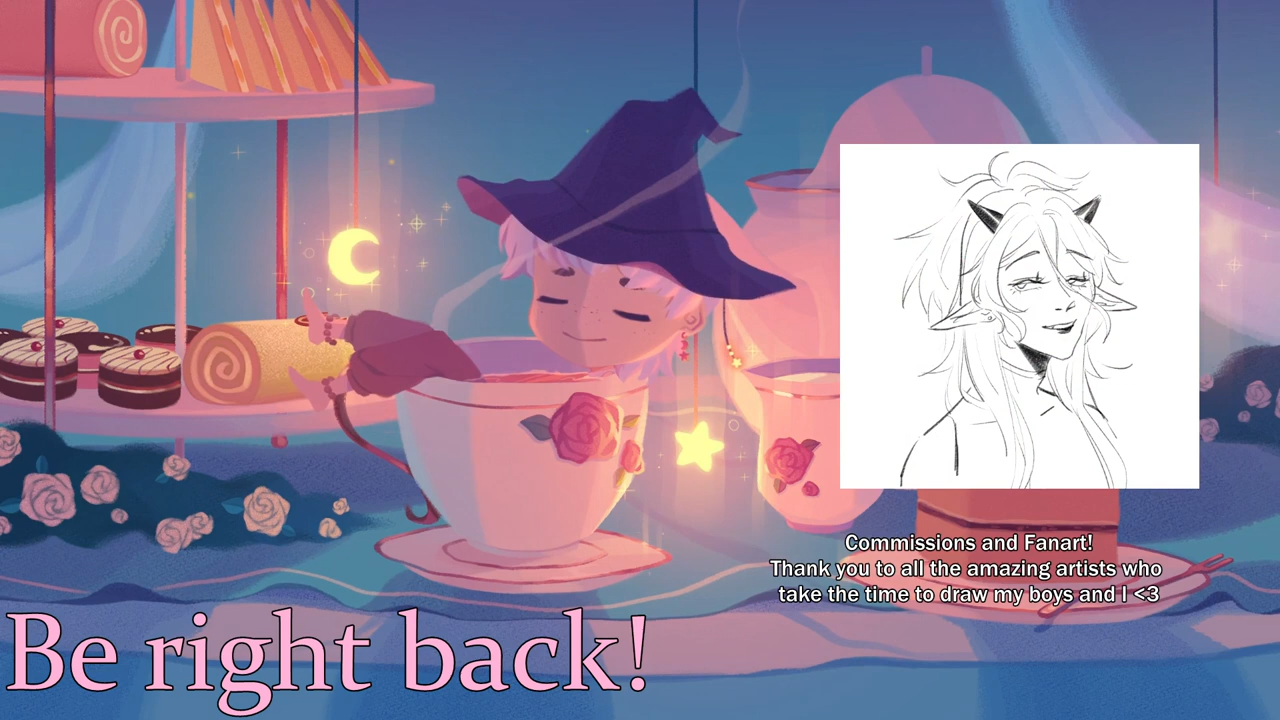 Commissions and Fanart!
Thank you to all the amazing artists who
take the time to draw my boys and I <3
Be right back!